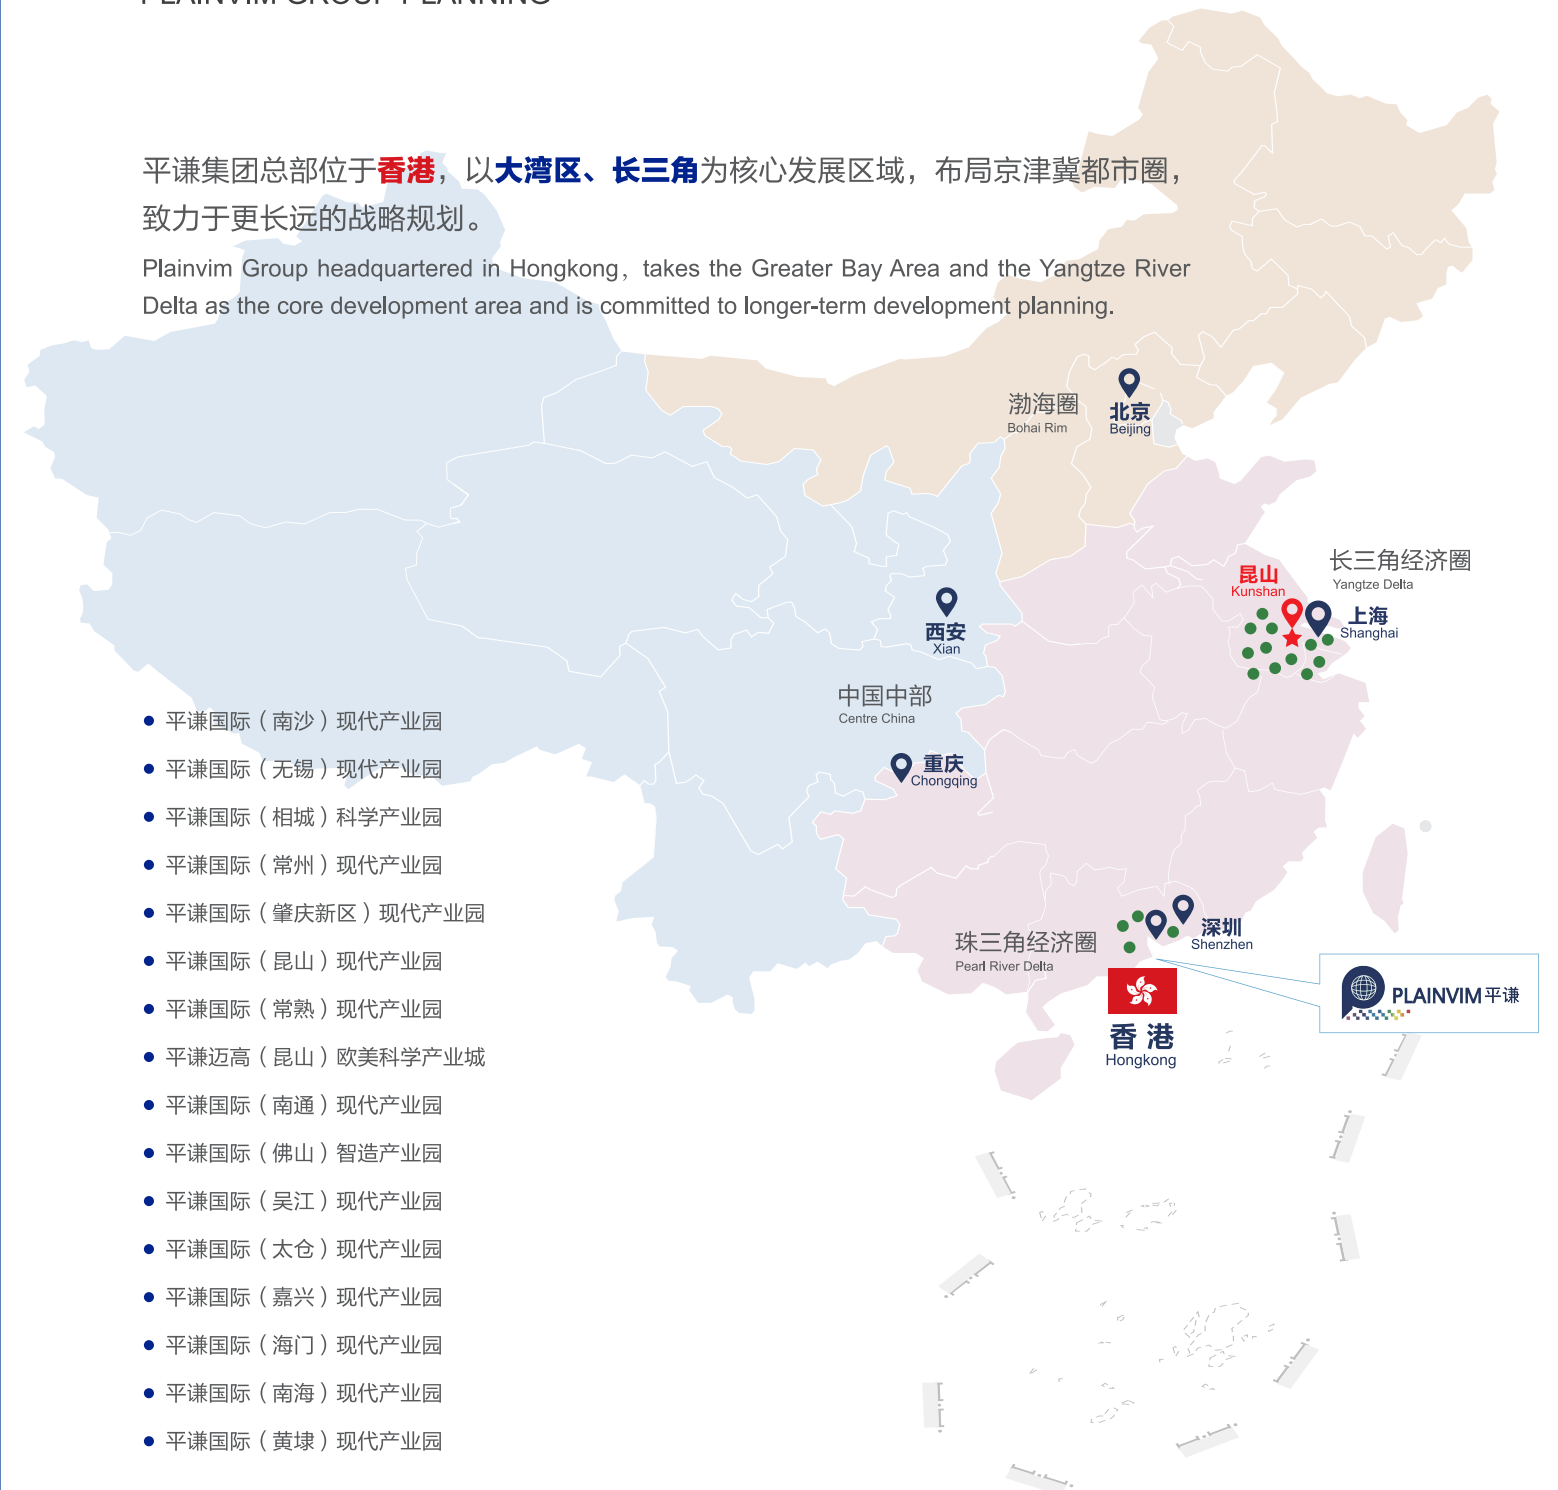 PLAINVIM GROUP PLANNING
平谦集团总部位于香港，以大湾区、长三角为核心发展区域，布局京津冀都市圈，
致力于更长远的战略规划。
Plainvim Group headquartered in Hongkong，takes the Greater Bay Area and the Yangtze River
Delta as the core development area and is committed to longer-term development planning.
渤海圈
Bohai Rim
北京
Beijing
长三角经济圈
Yangtze Delta
昆山
Kunshan
上海
Shanghai
西安
Xian
中国中部
Centre China
重庆
Chongqing
珠三角经济圈
Pearl River Delta
深圳
Shenzhen
香港
Hongkong
PLAINVIM平谦
平谦国际（南沙）现代产业园
平谦国际（无锡）现代产业园
平谦国际（相城）科学产业园
平谦国际（常州）现代产业园
平谦国际（肇庆新区）现代产业园
平谦国际（昆山）现代产业园
平谦国际（常熟）现代产业园
平谦迈高（昆山）欧美科学产业城
平谦国际（南通）现代产业园
平谦国际（佛山）智造产业园
平谦国际（吴江）现代产业园
平谦国际（太仓）现代产业园
平谦国际（嘉兴）现代产业园
平谦国际（海门）现代产业园
平谦国际（南海）现代产业园
平谦国际（黄埭）现代产业园